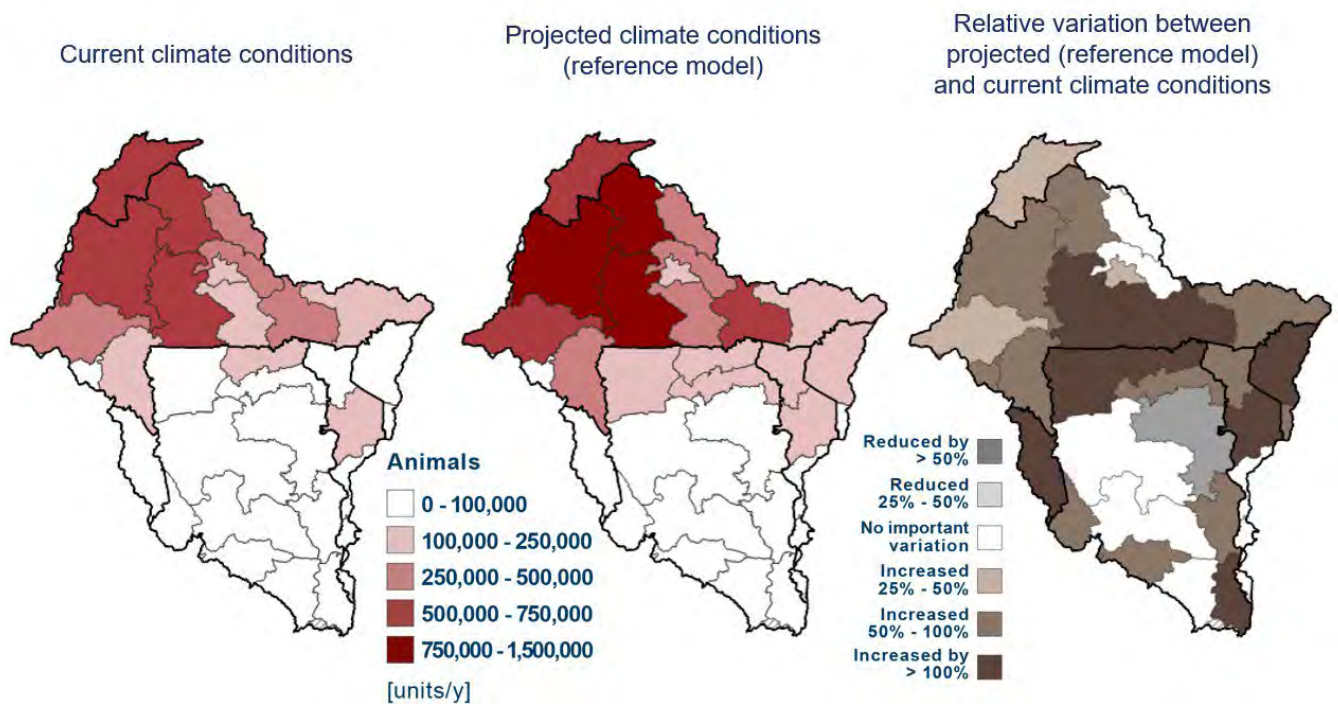 Current climate conditions
Projected climate conditions
(reference model)
Relative variation between
projected (reference model)
and current climate conditions
Animals
0 - 100,000
100,000 - 250,000
250,000 - 500,000
500,000 - 750,000
750,000 - 1,500,000
[units/y]
Reduced by
> 50%
Reduced
25% - 50%
No important
variation
Increased
25% - 50%
Increased
50% - 100%
Increased by
> 100%